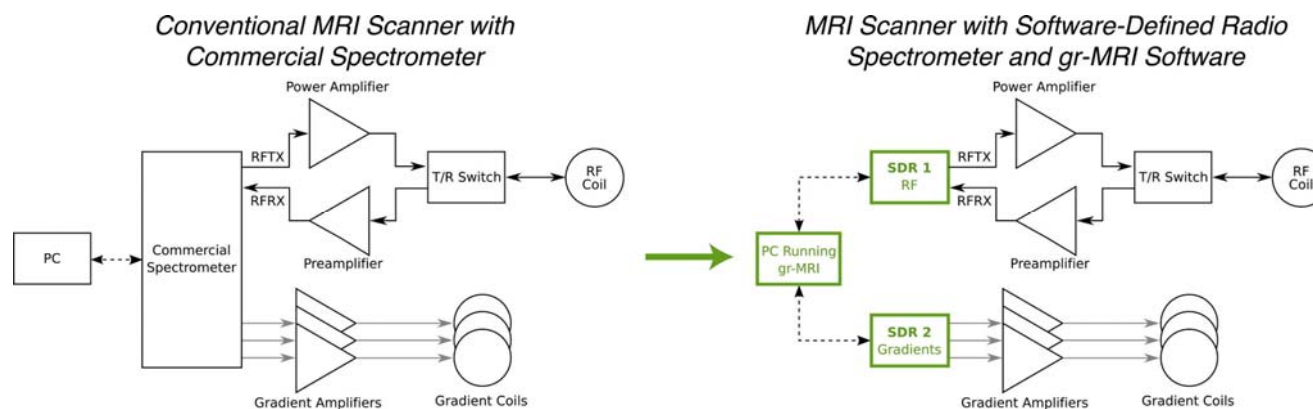 Conventional MRI Scanner with
Commercial Spectrometer
Power Amplifier
RFTX
RFRX
T/R Switch
RF
Coil
PC
Commercial
Spectrometer
Preamplifier
Gradient Amplifiers
Gradient Coils
MRI Scanner with Software-Defined Radio
Spectrometer and gr-MRI Software
Power Amplifier
SDR 1
RF
RFTX
RFRX
T/R Switch
RF
Coil
PC Running
gr-MRI
Preamplifier
SDR 2
Gradients
Gradient Amplifiers
Gradient Coils